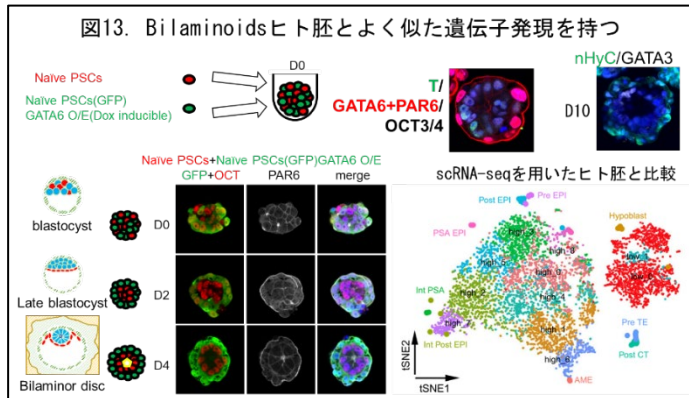 図13. Bilaminoidsヒト胚とよく似た遺伝子発現を持つ
Naïve PSCs
Naïve PSCs(GFP)
GATA6 O/E(Dox inducible)
D0
T/
GATA6+PAR6/
OCT3/4
nHyC/GATA3
D10
Naïve PSCs+Naïve PSCs(GFP)GATA6 O/E
GFP+OCT
PAR6
merge
blastocyst
D0
Late blastocyst
D2
Bilaminor disc
D4
scRNA-seqを用いたヒト胚と比較
Post EPI
Pre EPI
PSA EPI
Hypoblast
Int PSA
Int Post EPI
high_7
Pre TE
Post CT
AME
tSNE2
tSNE1